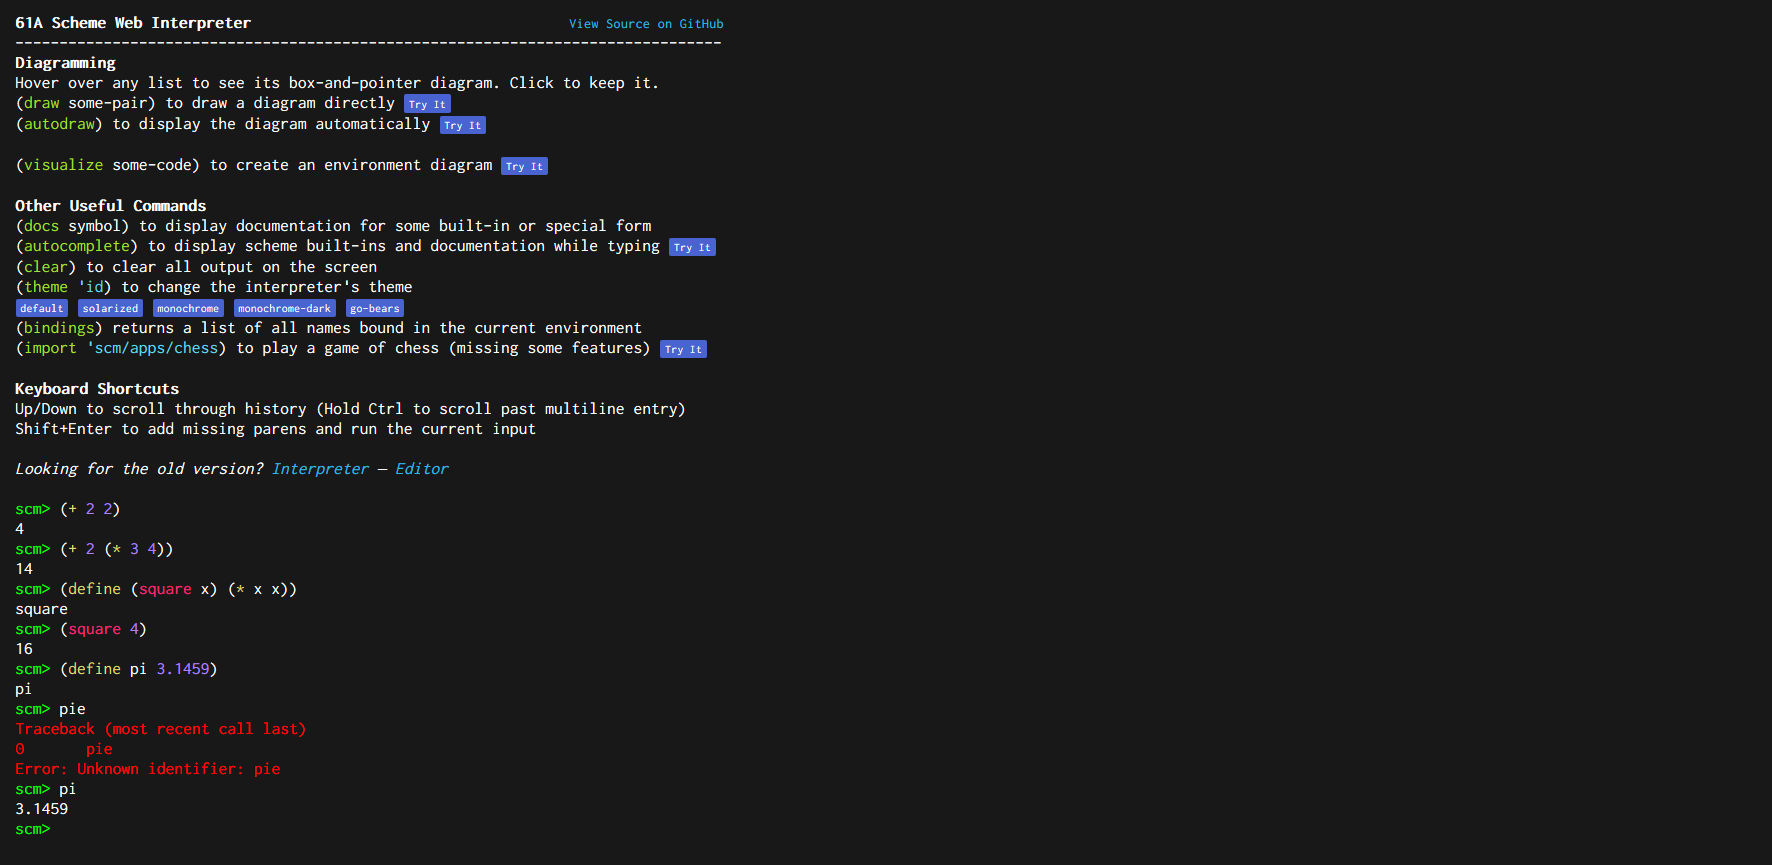 61A Scheme Web Interpreter View Source on GitHub
--------------------------------------------------------------------------------
Diagramming
Hover over any list to see its box-and-pointer diagram. Click to keep it.
(draw some-pair) to draw a diagram directly Try It
(autodraw) to display the diagram automatically Try It
(visualize some-code) to create an environment diagram Try It
Other Useful Commands
(docs symbol) to display documentation for some built-in or special form
(autocomplete) to display scheme built-ins and documentation while typing Try It
(clear) to clear all output on the screen
(theme 'id) to change the interpreter's theme
default solarized monochrome monochrome-dark go-bears
(bindings) returns a list of all names bound in the current environment
(import 'scm/apps/chess) to play a game of chess (missing some features) Try It
Keyboard Shortcuts
Up/Down to scroll through history (Hold Ctrl to scroll past multiline entry)
Shift+Enter to add missing parens and run the current input
Looking for the old version? Interpreter — Editor
scm> (+ 2 2)
4
scm> (+ 2 (* 3 4))
14
scm> (define (square x) (* x x))
square
scm> (square 4)
16
scm> (define pi 3.1459)
pi
scm> pie
Traceback (most recent call last)
0       pie
Error: Unknown identifier: pie
scm> pi
3.1459
scm>